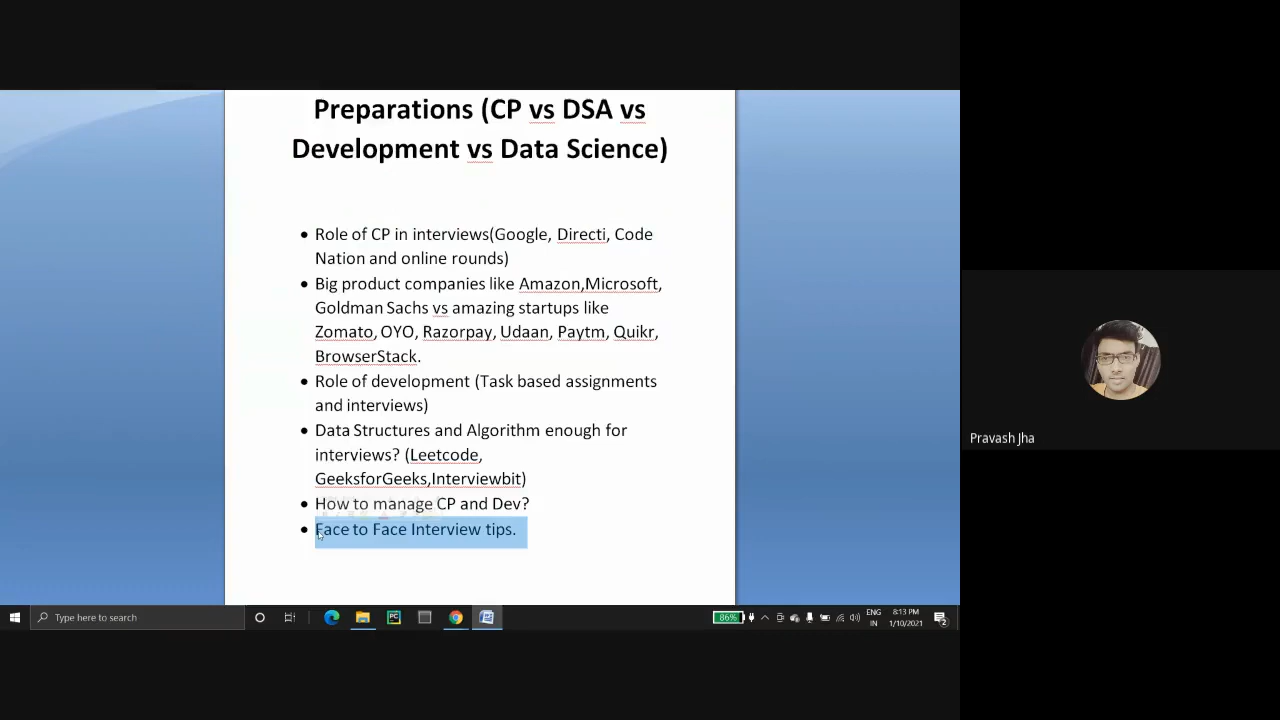 Preparations (CP vs DSA vs
Development vs Data Science)
• Role of CP in interviews(Google, Directi, Code
Nation and online rounds)
• Big product companies like Amazon,Microsoft,
Goldman Sachs vs amazing startups like
Zomato, OYO, Razorpay, Udaan, Paytm, Quikr,
BrowserStack.
• Role of development (Task based assignments
and interviews)
• Data Structures and Algorithm enough for
interviews? (Leetcode,
GeeksforGeeks,Interviewbit)
• How to manage CP and Dev?
• Face to Face Interview tips.
Pravash Jha
Type here to search
PC
86%
ENG
IN
8:13 PM
1/10/2021
2